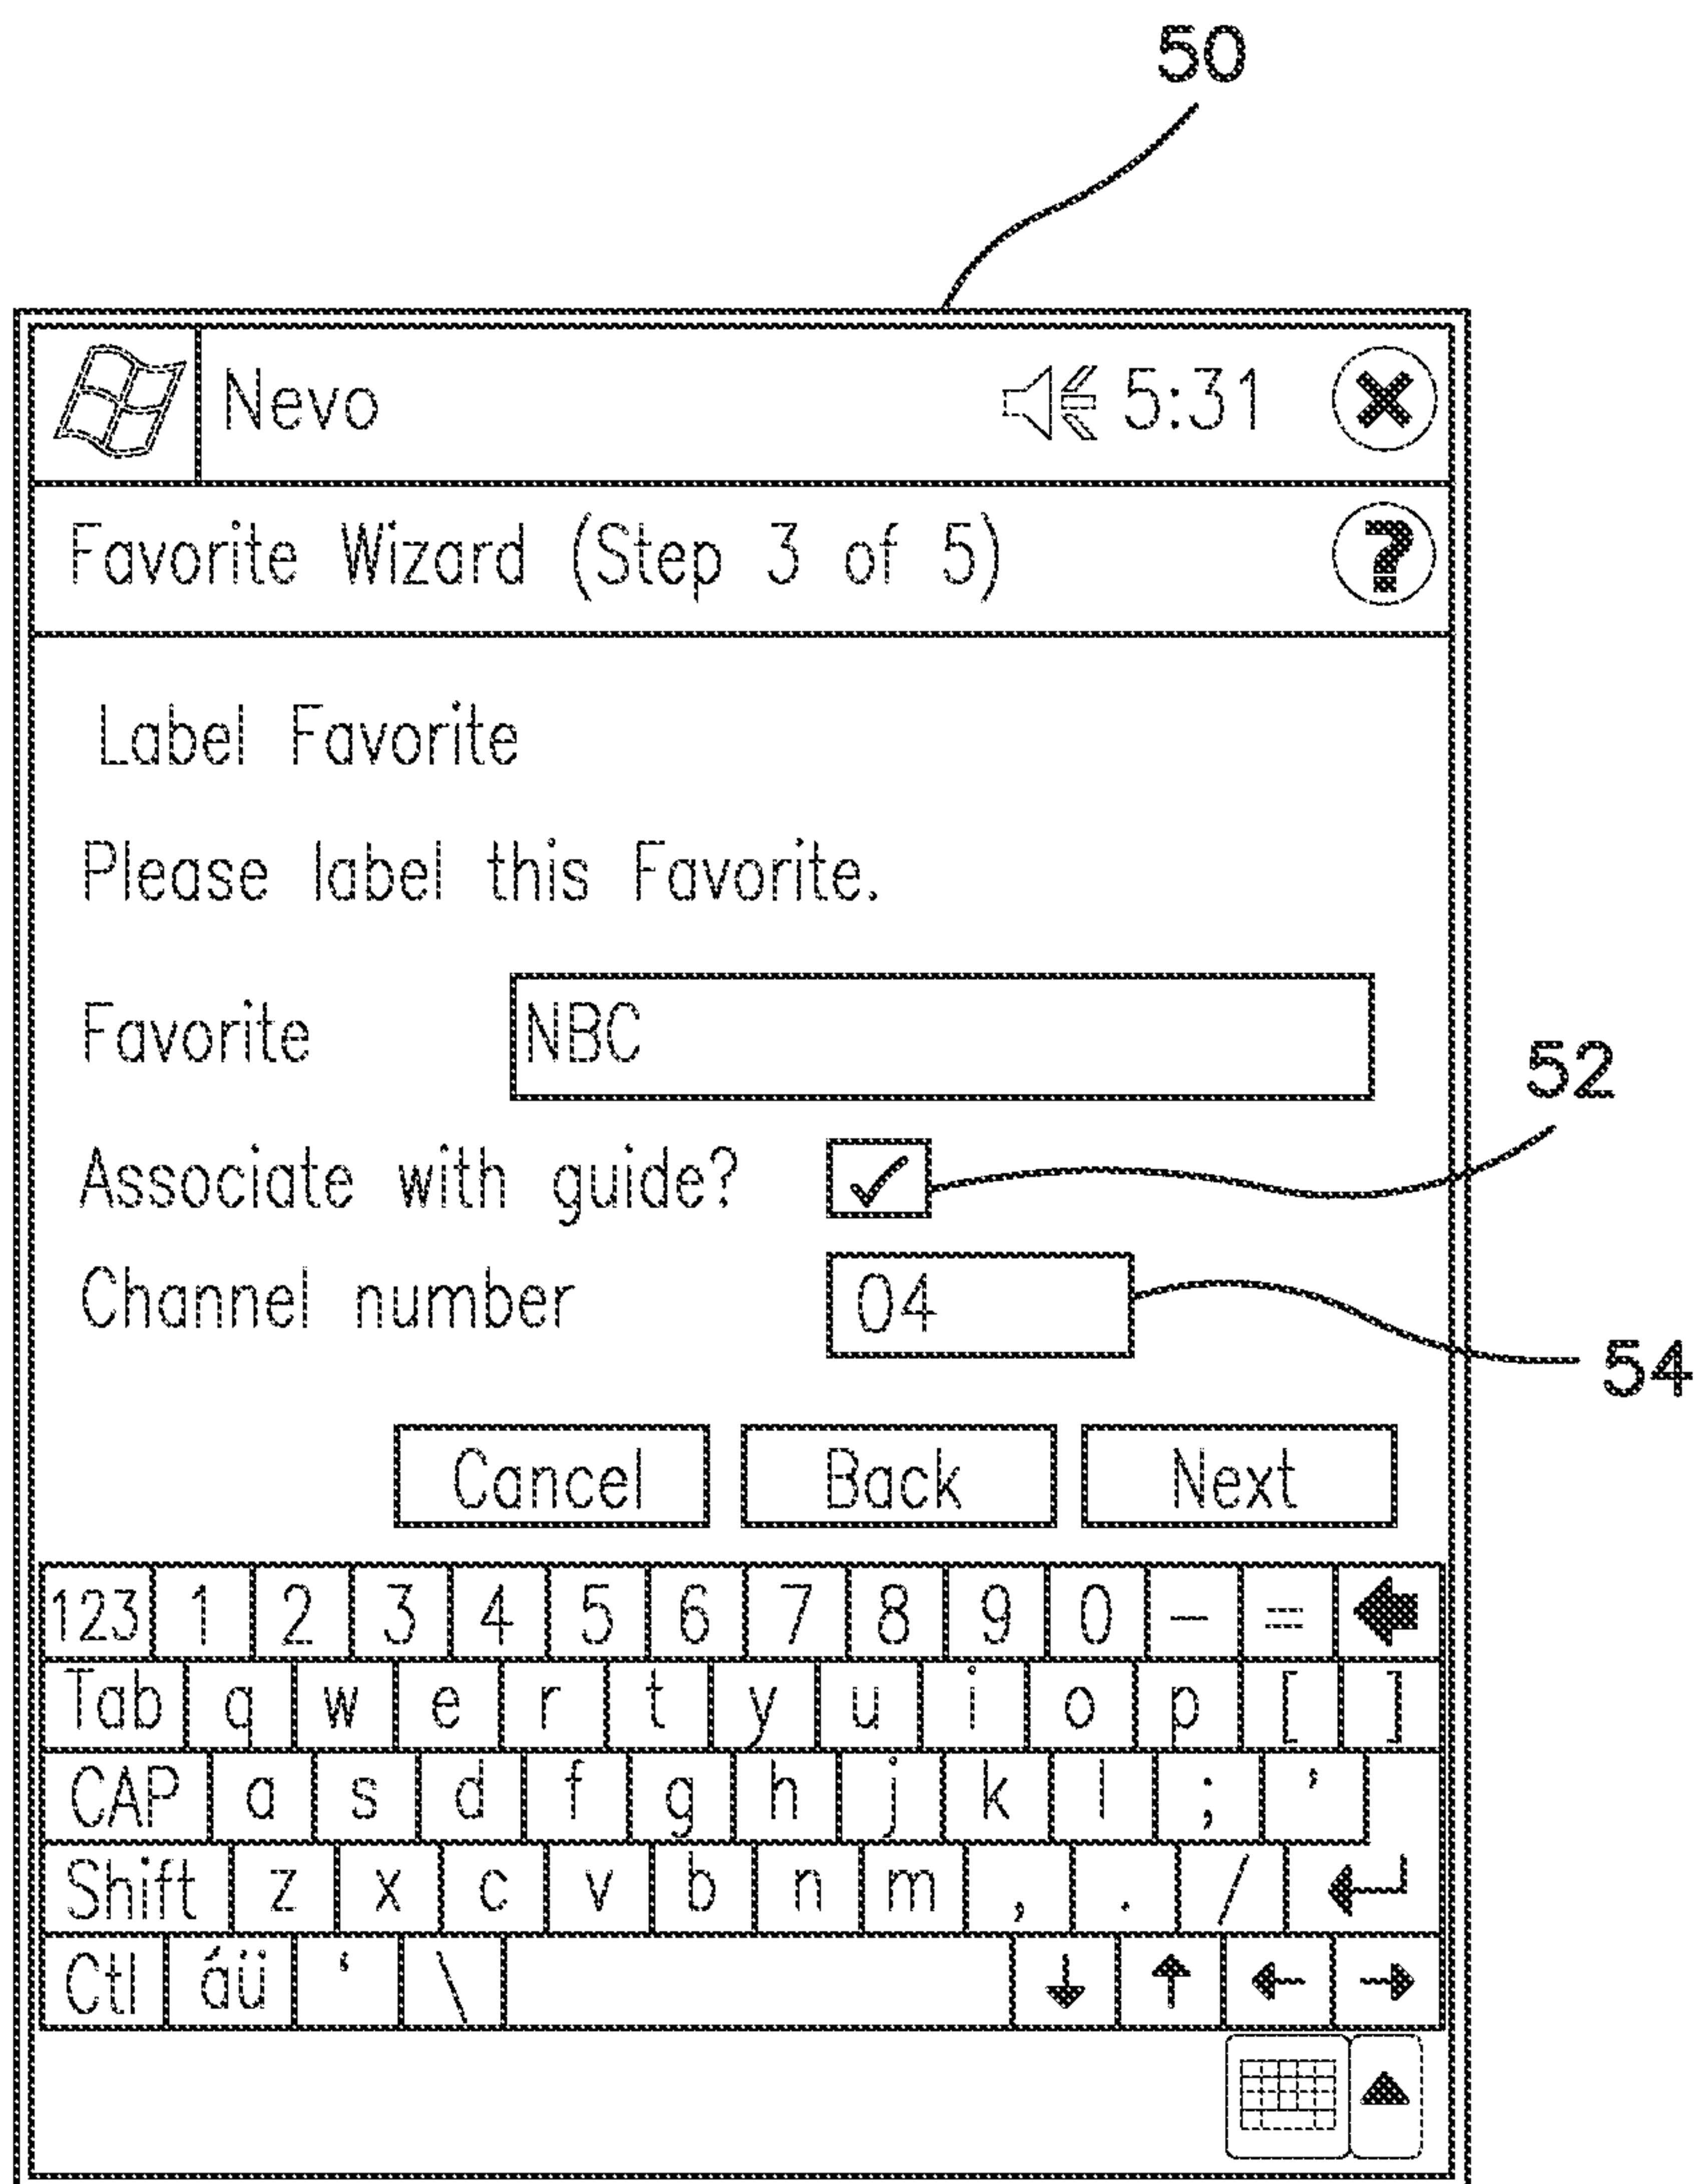 50
Nevo 5:31
Favorite Wizard (Step 3 of 5) ?
Label Favorite
Please label this Favorite.
Favorite NBC
52
Associate with guide? ✓
Channel number 04
54
Cancel Back Next
123 1 2 3 4 5 6 7 8 9 0 - =
Tab q w e r t y u i o p [ ]
CAP a s d f g h j k l ; '
Shift z x c v b n m , . /
Ctl áü ‘ \ ↓ ↑ ← →